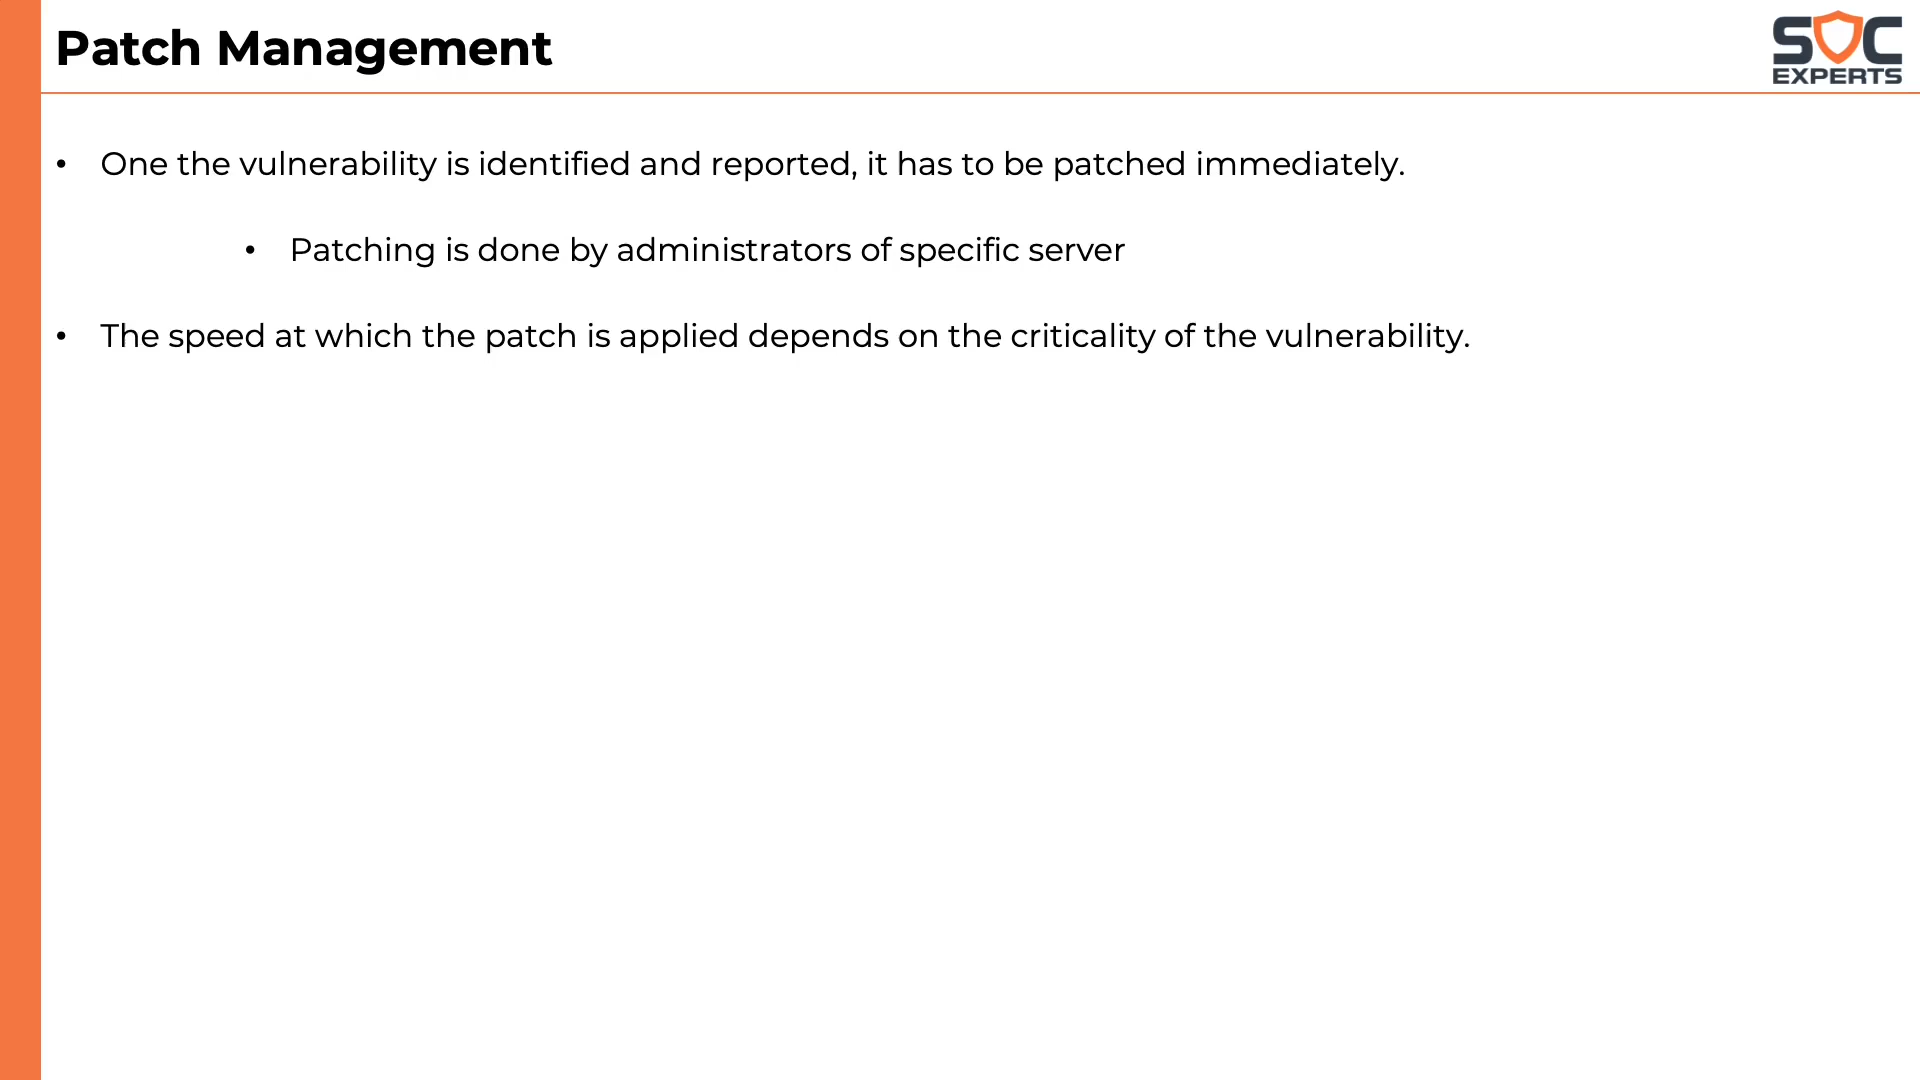 Patch Management
SOC
EXPERTS
• One the vulnerability is identified and reported, it has to be patched immediately.
• Patching is done by administrators of specific server
• The speed at which the patch is applied depends on the criticality of the vulnerability.